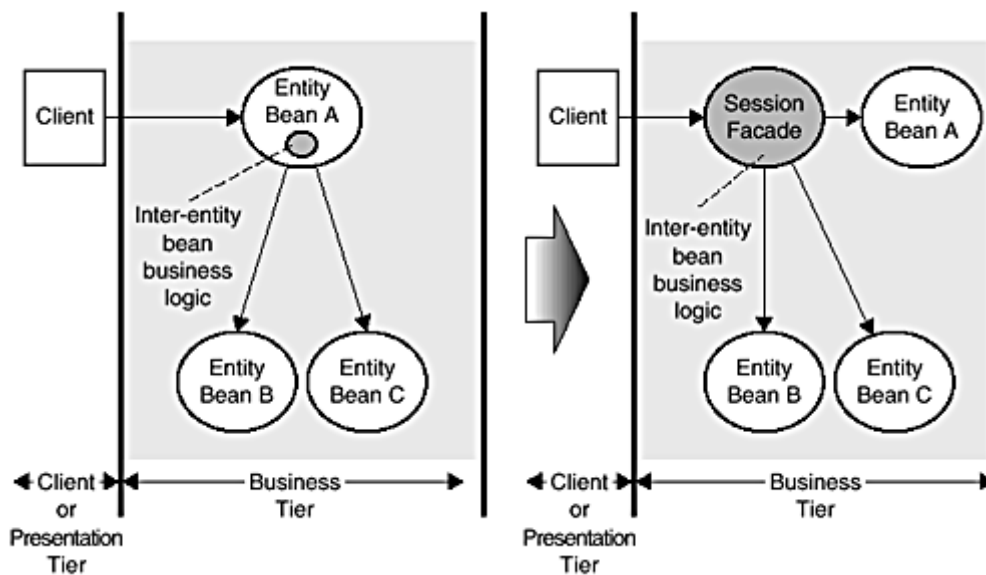 Client
Entity
Bean A
Inter-entity
bean
business
logic
Entity
Bean B
Entity
Bean C
Client
or
Presentation
Tier
Business
Tier
Client
Session
Facade
Entity
Bean A
Inter-entity
bean
business
logic
Entity
Bean B
Entity
Bean C
Client
or
Presentation
Tier
Business
Tier